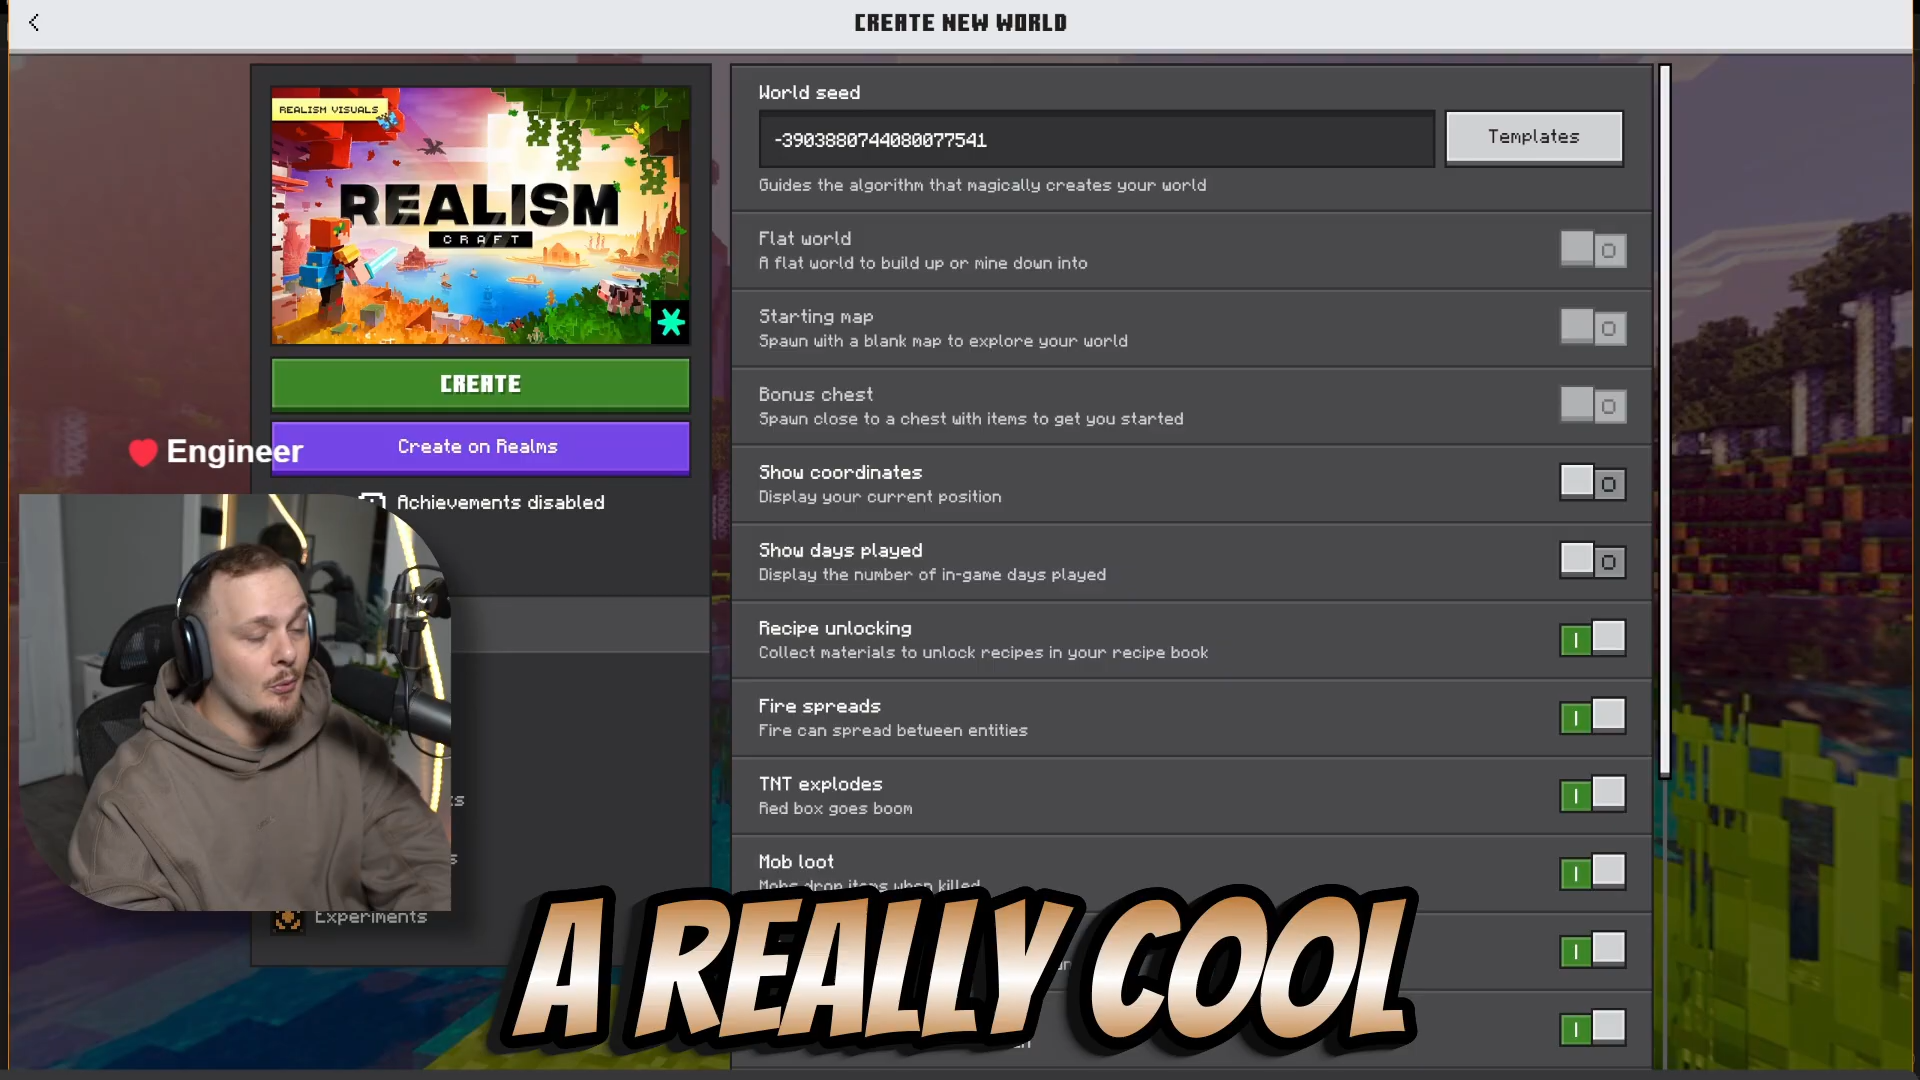 CREATE NEW WORLD
REALISM VISUALS
REALISM
CRAFT
CREATE
Create on Realms
Engineer
Achievements disabled
Experiments
World seed
-3903880744080077541
Templates
Guides the algorithm that magically creates your world
Flat world
A flat world to build up or mine down into
Starting map
Spawn with a blank map to explore your world
Bonus chest
Spawn close to a chest with items to get you started
Show coordinates
Display your current position
Show days played
Display the number of in-game days played
Recipe unlocking
Collect materials to unlock recipes in your recipe book
Fire spreads
Fire can spread between entities
TNT explodes
Red box goes boom
Mob loot
Mobs drop items when killed
A REALLY COOL